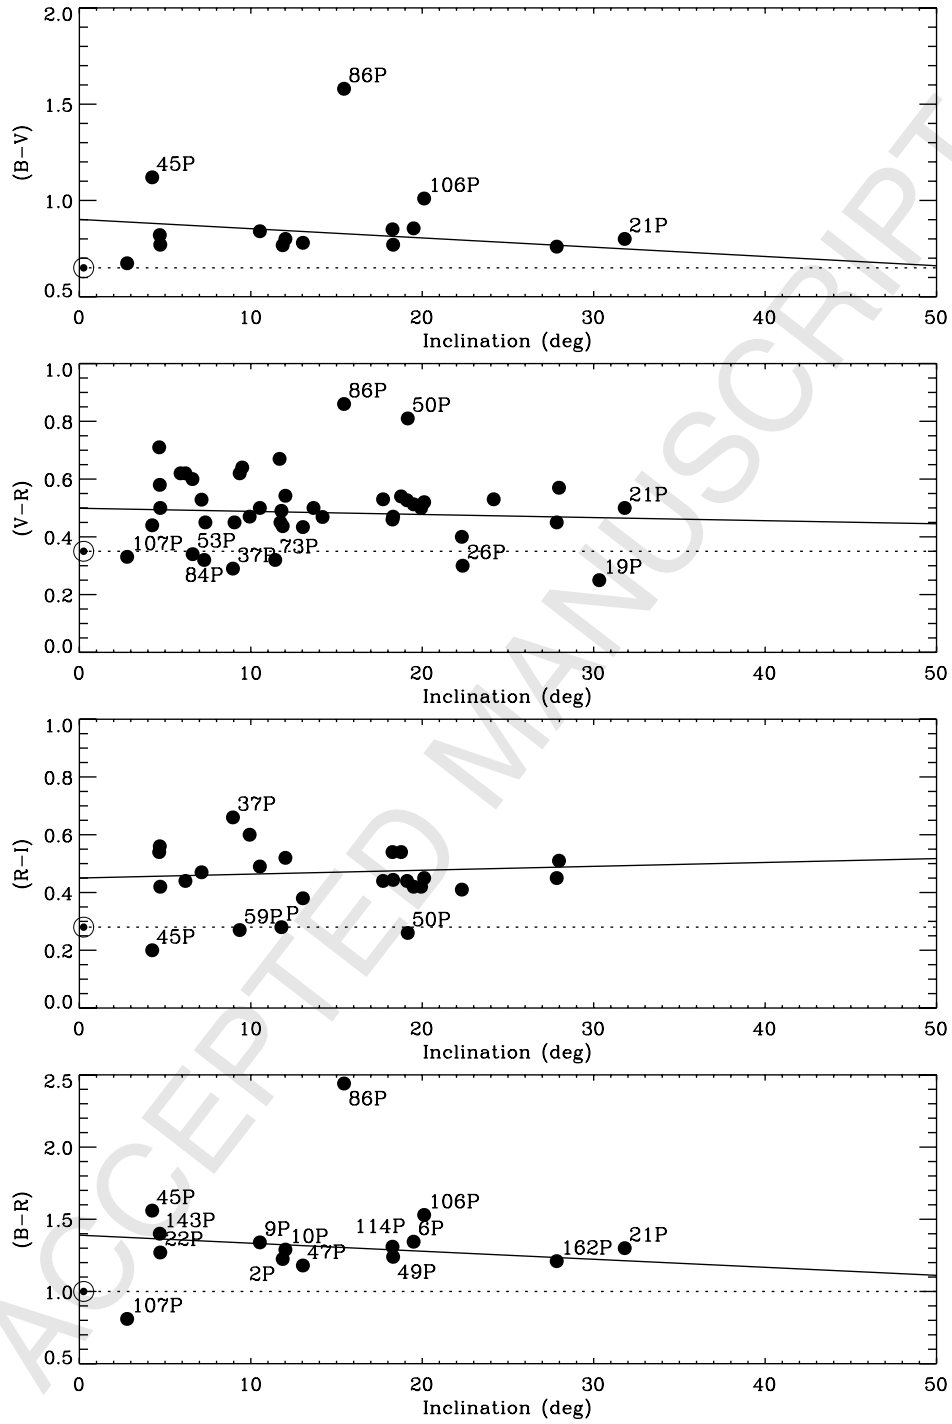 2.0
86P
1.5
45P
106P
(B-V)
1.0
21P
0.5
0 10 20 30 40 50
Inclination (deg)
1.0
86P
50P
0.8
0.6
(V-R)
21P
107P 53P 73P
0.4
37P 26P
84P 19P
0.2
0.0
0 10 20 30 40 50
Inclination (deg)
1.0
0.8
37P
0.6
(R-I)
0.4
59P P 50P
45P
0.2
0.0
0 10 20 30 40 50
Inclination (deg)
2.5
86P
2.0
45P 106P
143P 9P 114P 6P
1.5
22P 10P 47P 162P 21P
(B-R)
2P 49P
107P
1.0
0.5
0 10 20 30 40 50
Inclination (deg)
ACCEPTED MANUSCRIPT